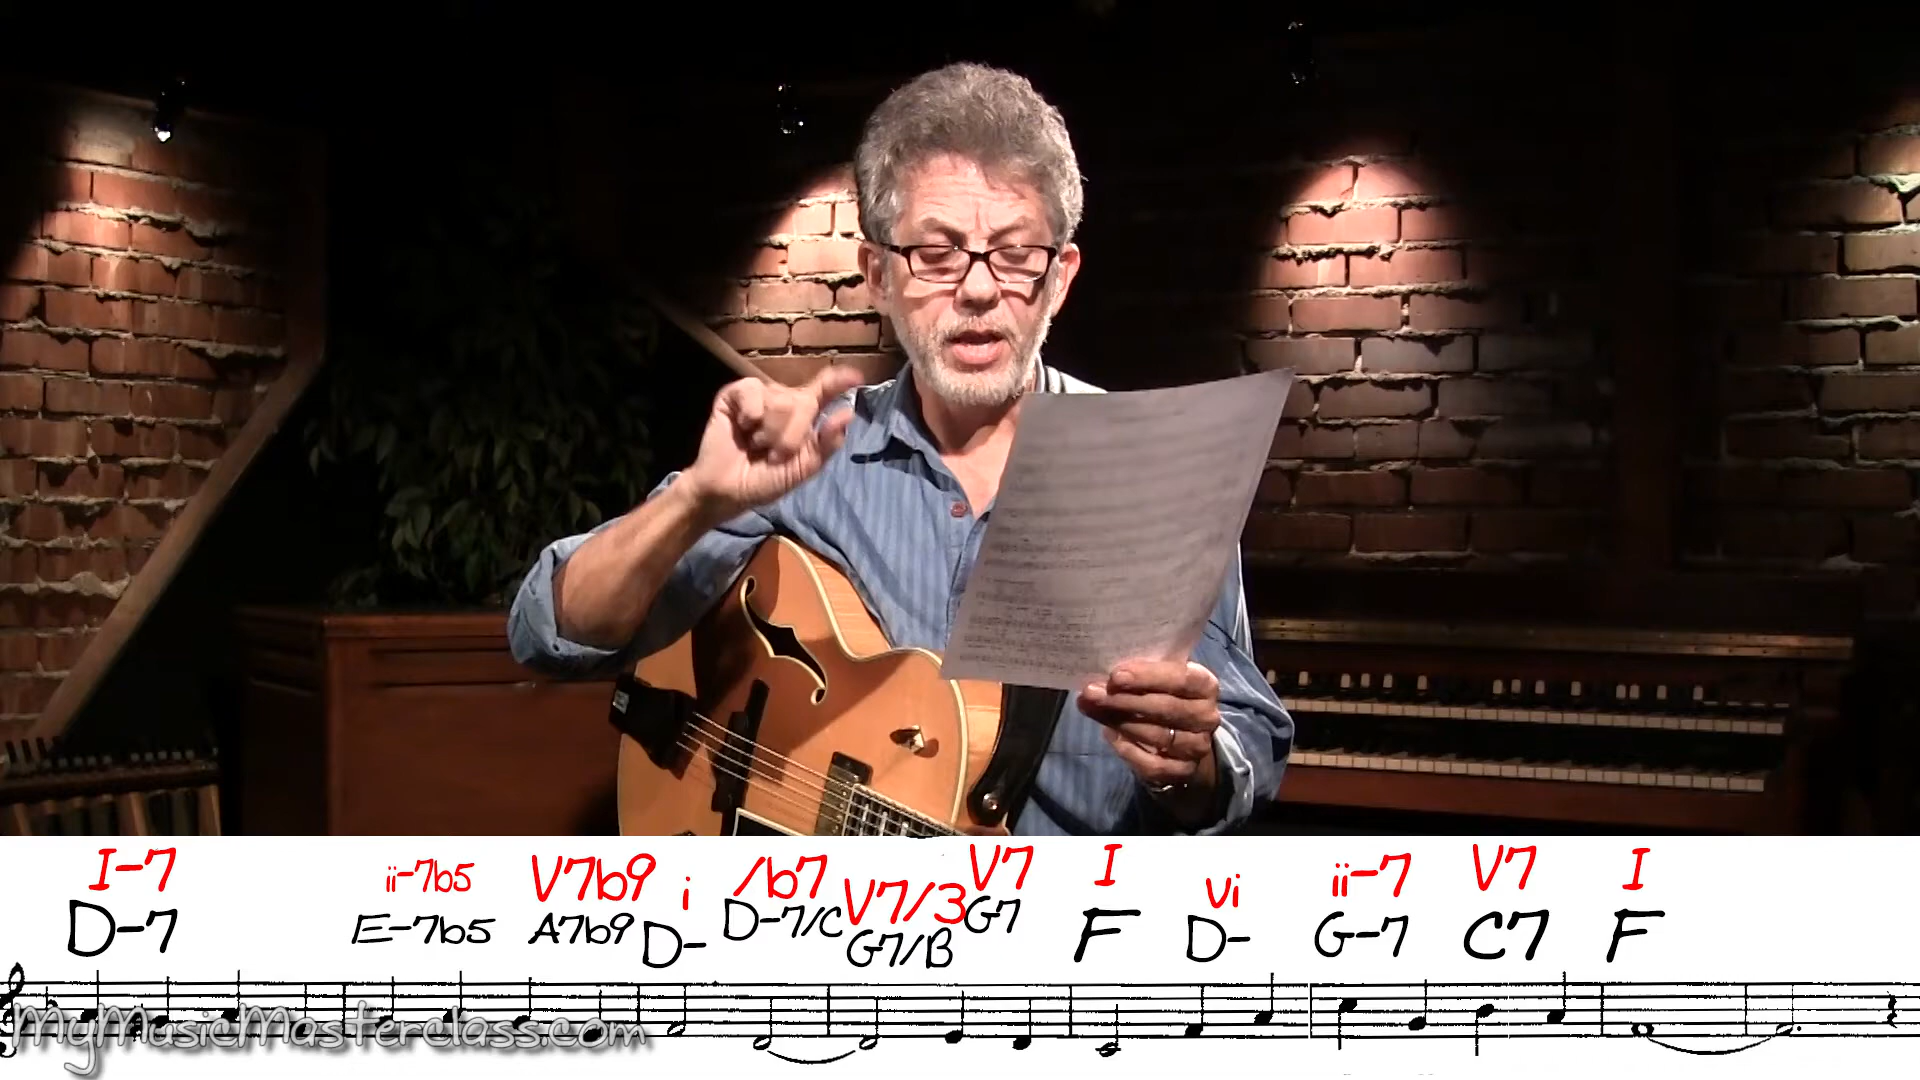 I-7 ii-7b5 V7b9 i /b7 V7/3 V7 I vi ii-7 V7 I
D-7 E-7b5 A7b9 D- D-7/C G7/B G7 F D- G-7 C7 F
MyMusicMasterclass.com